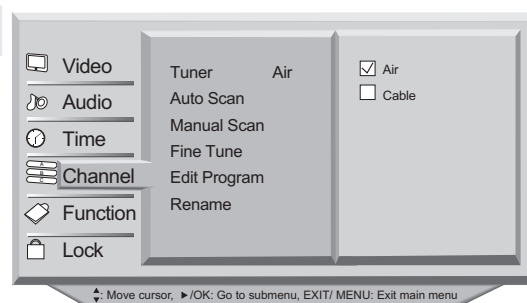 Video
Audio
Time
Channel
Function
Lock
Tuner Air
Auto Scan
Manual Scan
Fine Tune
Edit Program
Rename
Air
Cable
: Move cursor, ▶/OK: Go to submenu, EXIT/ MENU: Exit main menu